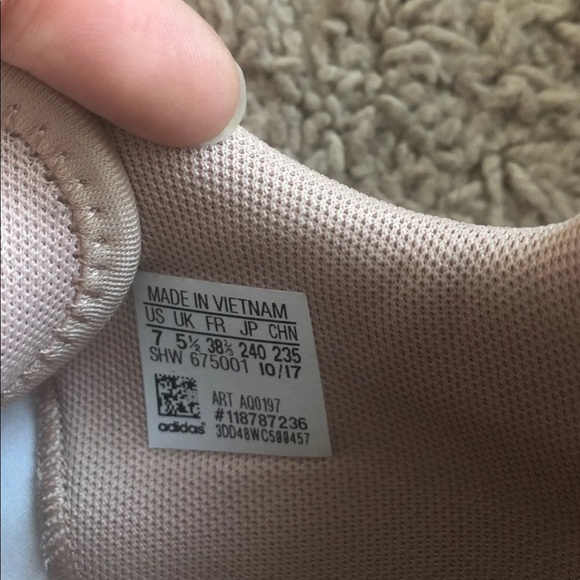 MADE IN VIETNAM
US UK FR JP CHN
7 5½ 38⅔ 240 235
SHW 675001 10/17
ART AQ0197
#118787236
adidas